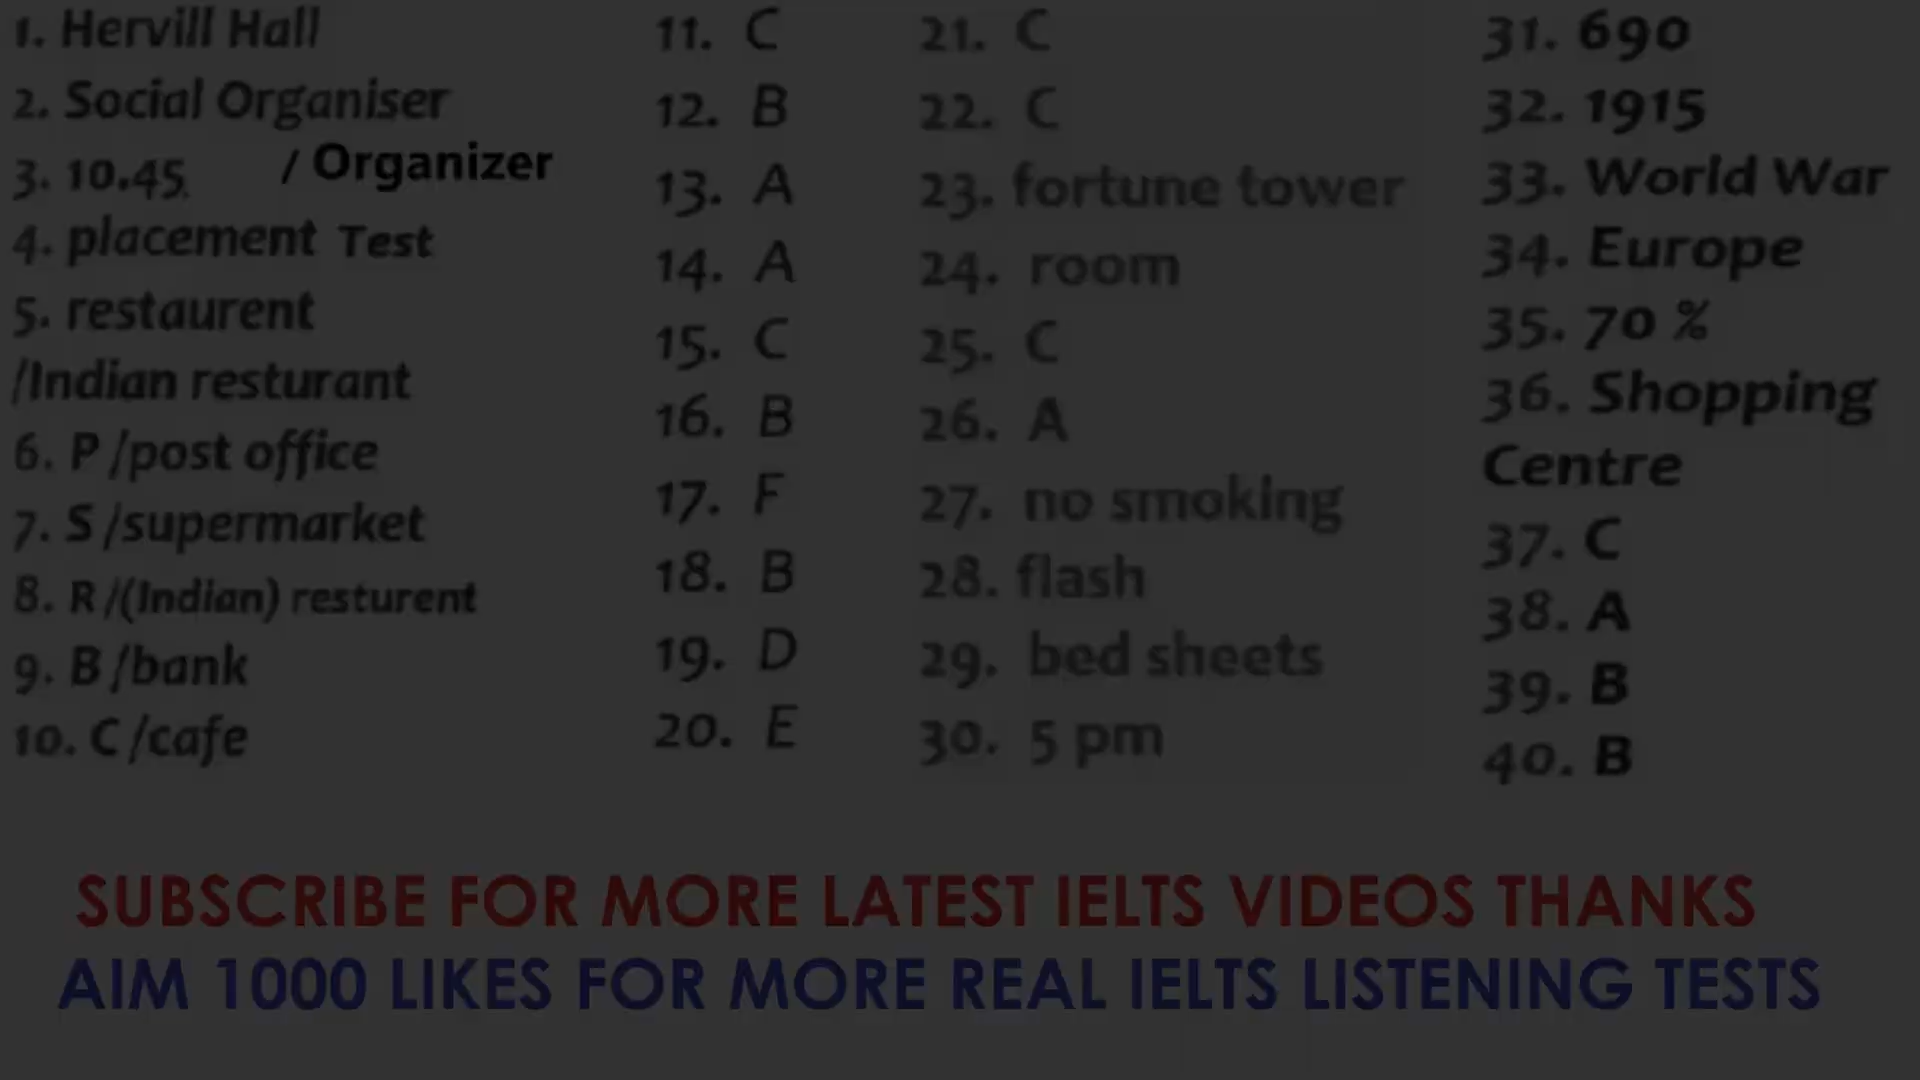 1. Hervill Hall
2. Social Organiser
/ Organizer
3. 10.45
4. placement Test
5. restaurent
/Indian resturant
6. P /post office
7. S /supermarket
8. R /(Indian) resturent
9. B /bank
10. C /cafe
11. C
12. B
13. A
14. A
15. C
16. B
17. F
18. B
19. D
20. E
21. C
22. C
23. fortune tower
24. room
25. C
26. A
27. no smoking
28. flash
29. bed sheets
30. 5 pm
31. 690
32. 1915
33. World War
34. Europe
35. 70 %
36. Shopping
Centre
37. C
38. A
39. B
40. B
SUBSCRIBE FOR MORE LATEST IELTS VIDEOS THANKS
AIM 1000 LIKES FOR MORE REAL IELTS LISTENING TESTS